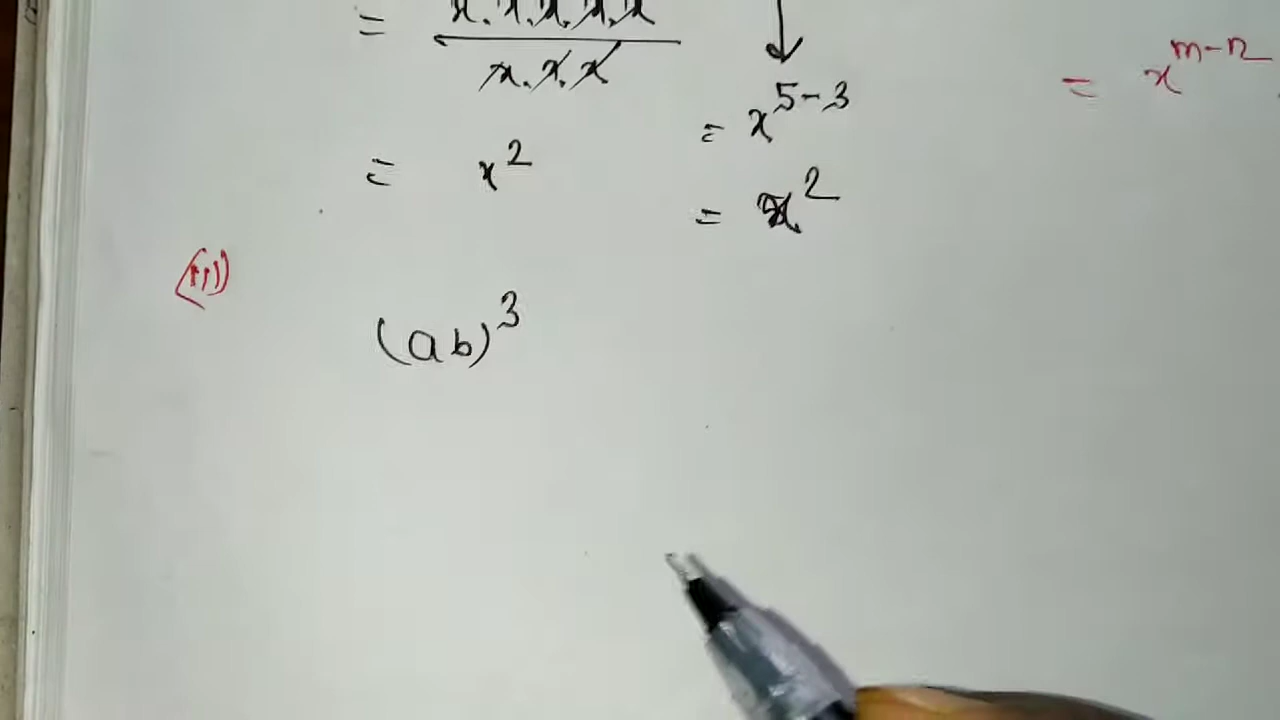 = x.x.x.x.x / x.x.x
= x^2
= x^{5-3}
= x^2
= x^{m-n}
(iii)
(ab)^3